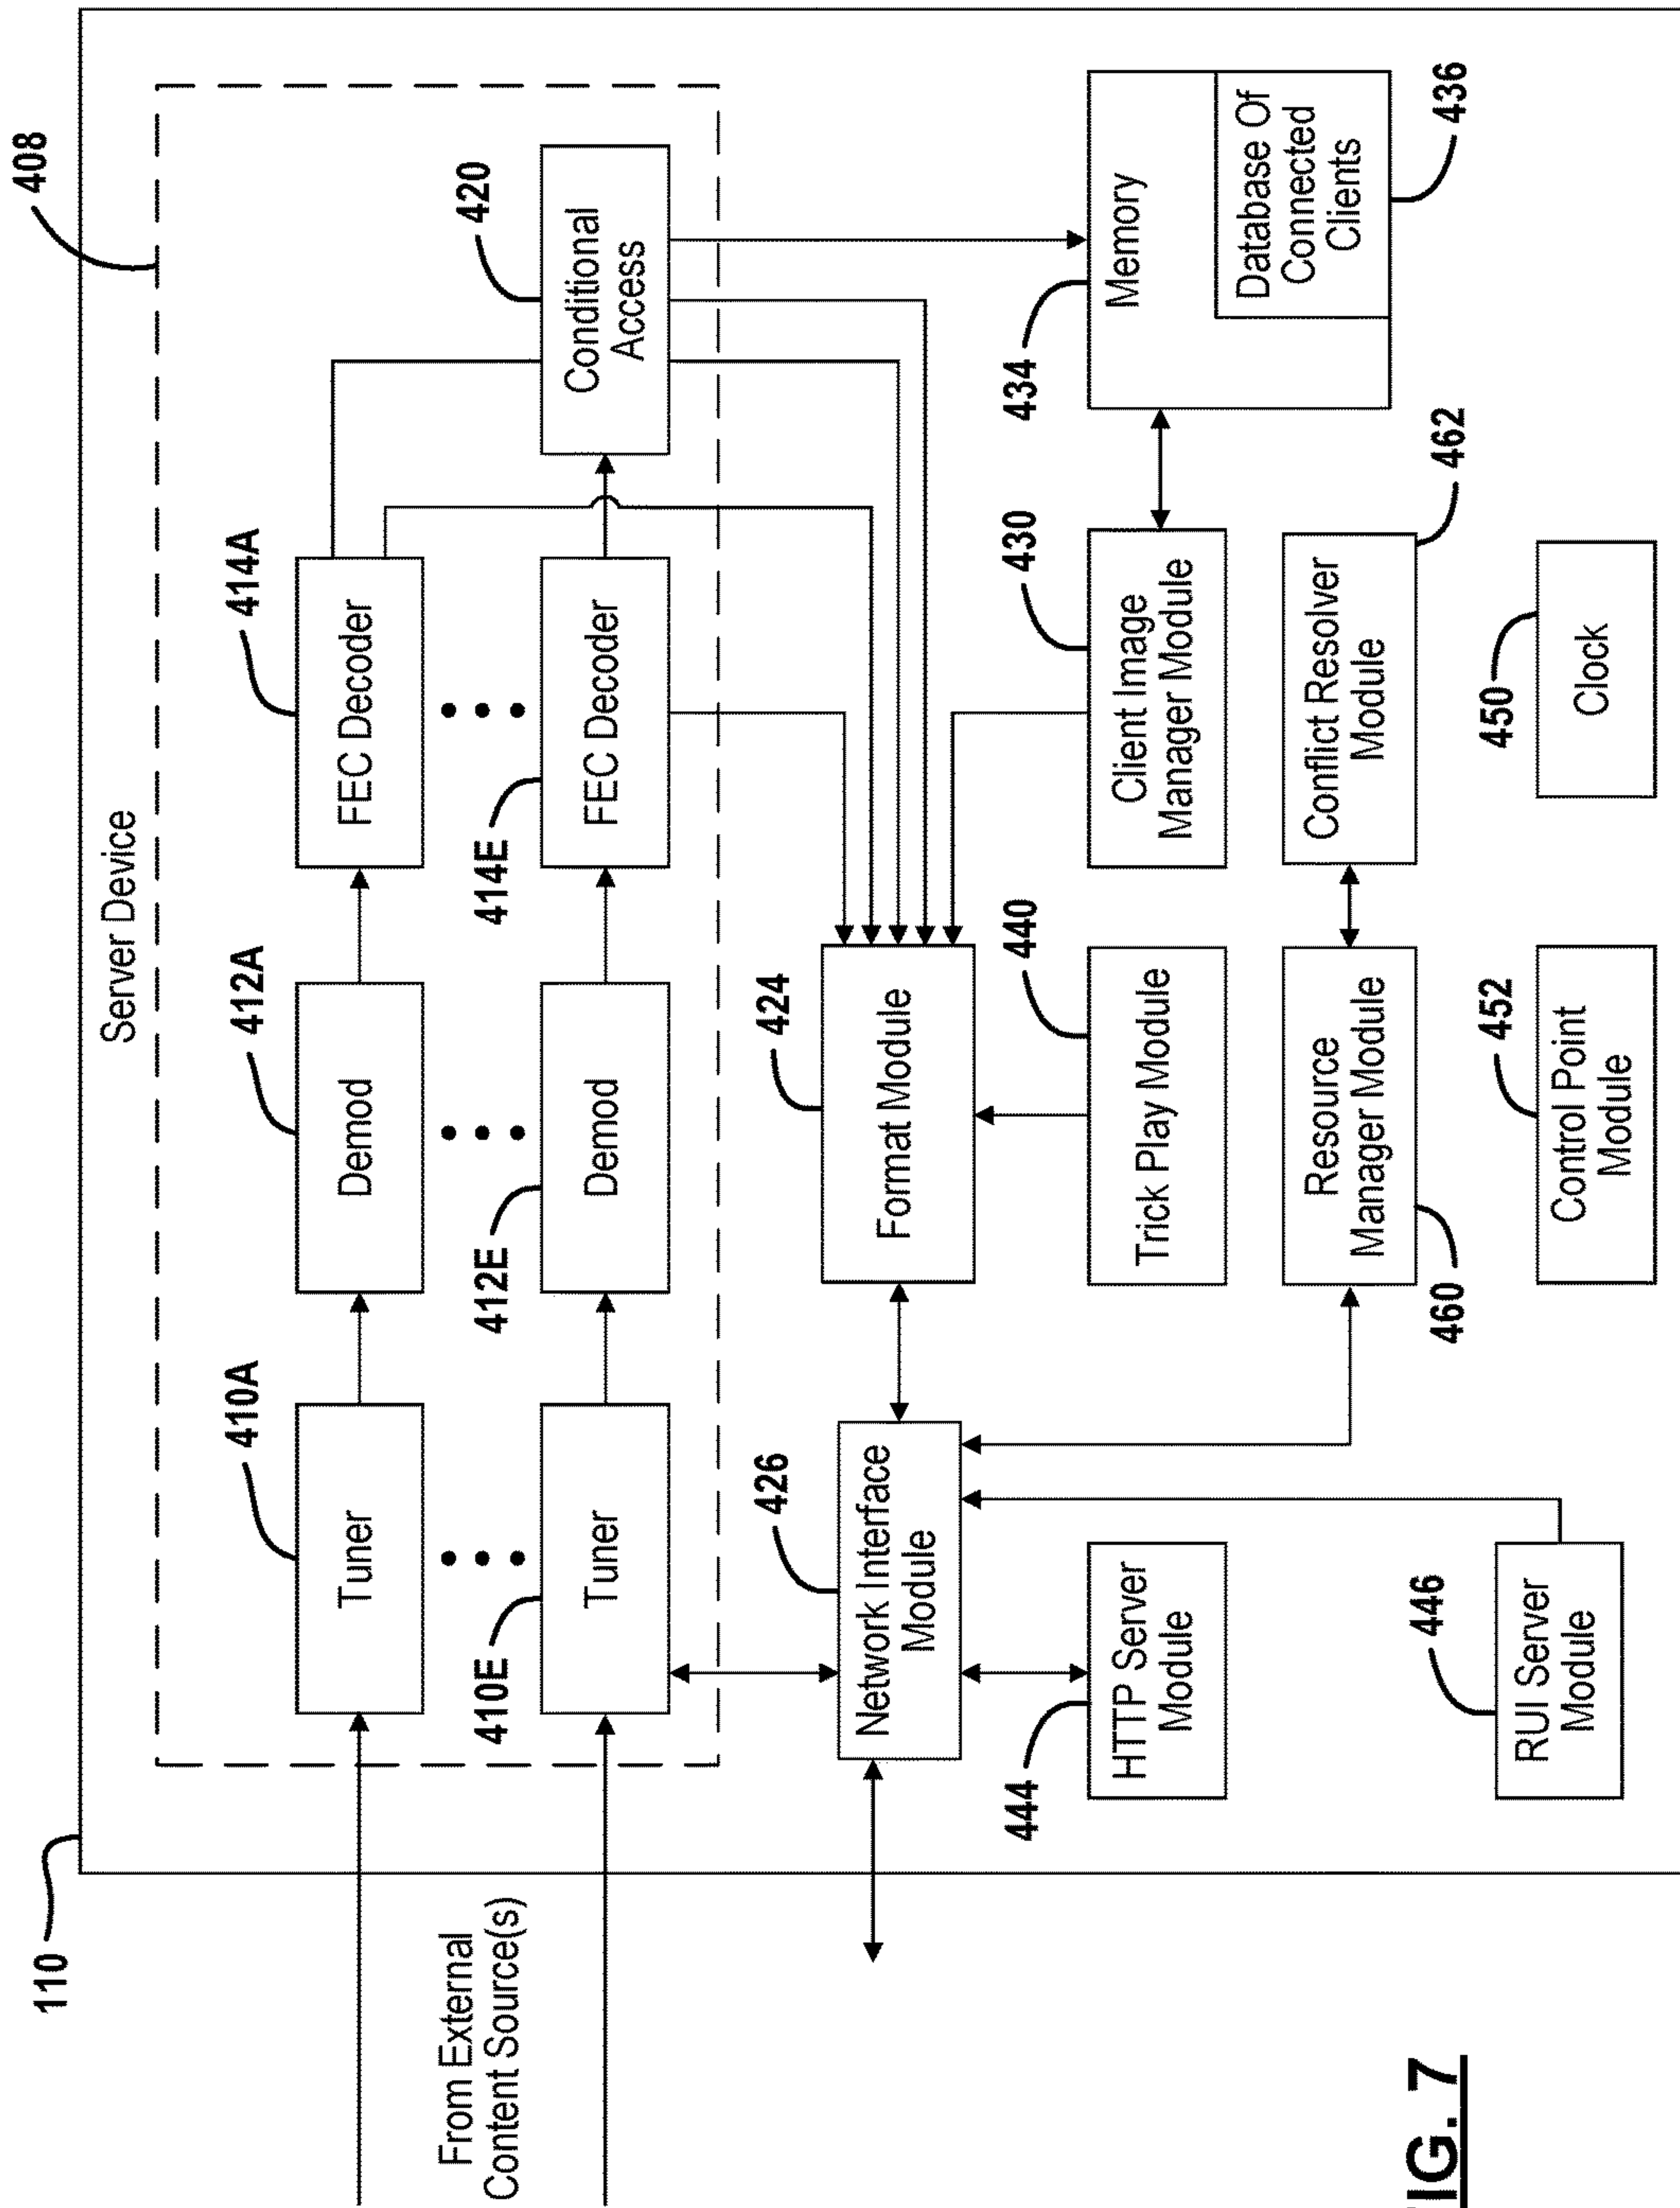 Server Device
110
408
From External
Content Source(s)
410A
Tuner
412A
Demod
414A
FEC Decoder
410E
Tuner
412E
Demod
414E
FEC Decoder
420
Conditional
Access
426
Network Interface
Module
424
Format Module
444
HTTP Server
Module
440
Trick Play Module
430
Client Image
Manager Module
434
Memory
Database Of
Connected
Clients
436
460
Resource
Manager Module
462
Conflict Resolver
Module
446
RUI Server
Module
452
Control Point
Module
450
Clock
IG. 7